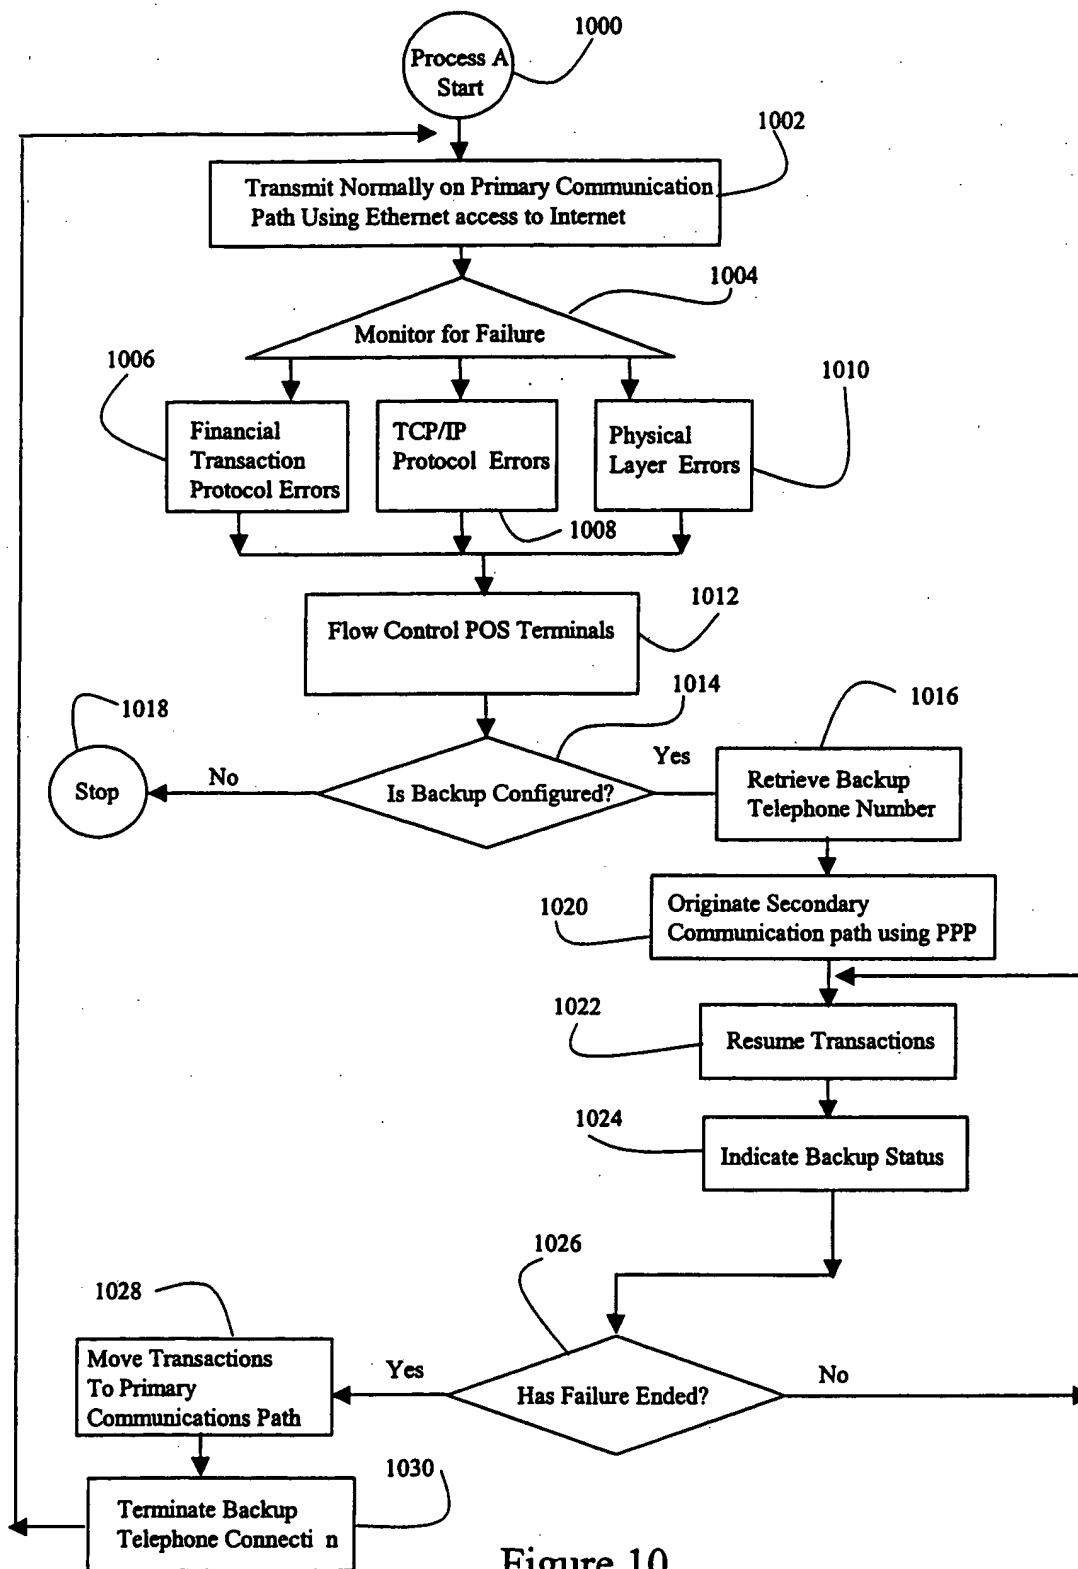 1000
Process A
Start
1002
Transmit Normally on Primary Communication
Path Using Ethernet access to Internet
1004
Monitor for Failure
1006
1010
Financial
Transaction
Protocol Errors
TCP/IP
Protocol Errors
Physical
Layer Errors
1008
1012
Flow Control POS Terminals
1014
1016
1018
Stop
No
Is Backup Configured?
Yes
Retrieve Backup
Telephone Number
1020
Originate Secondary
Communication path using PPP
1022
Resume Transactions
1024
Indicate Backup Status
1026
1028
Has Failure Ended?
Yes
No
Move Transactions
To Primary
Communications Path
1030
Terminate Backup
Telephone Connecti n
Figure 10